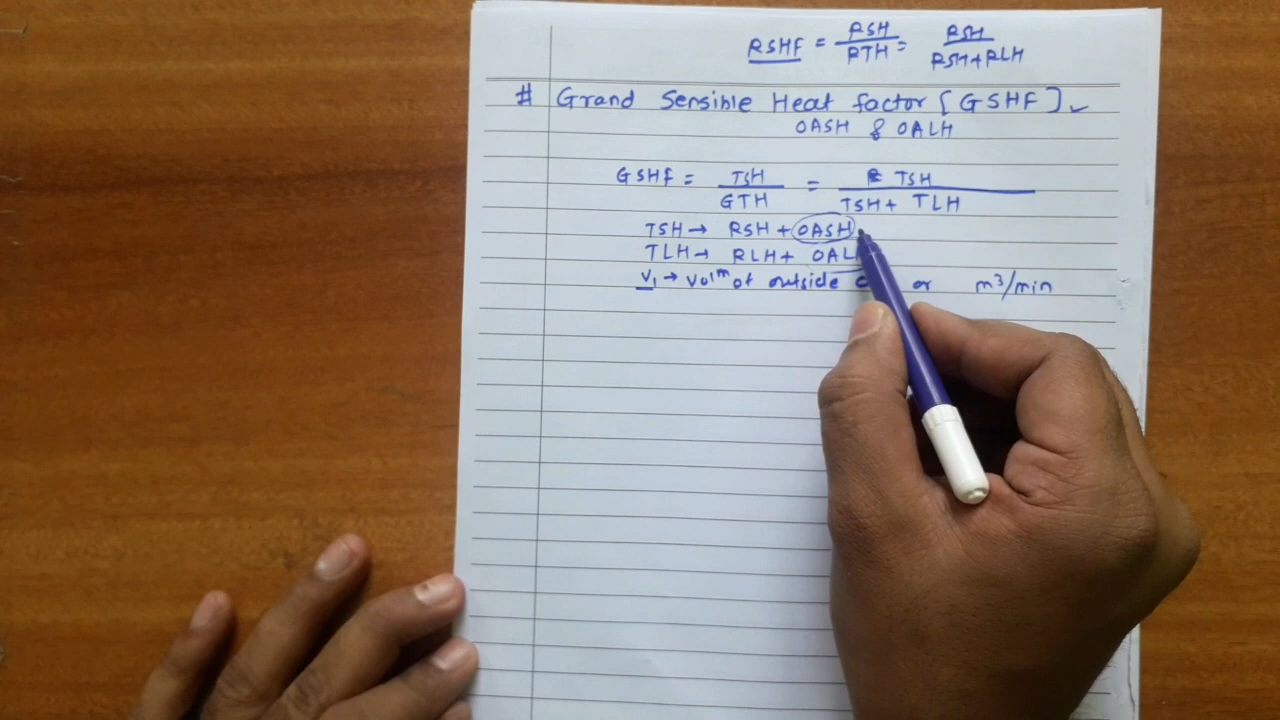 RSHF = RSH / RTH = RSH / RSH+RLH
# Grand Sensible Heat factor [GSHF] ✓
OASH & OALH
GSHF = TSH / GTH = TSH / TSH + TLH
TSH → RSH + OASH
TLH → RLH + OAL
V₁ → Volᵐ of outside or m³/min